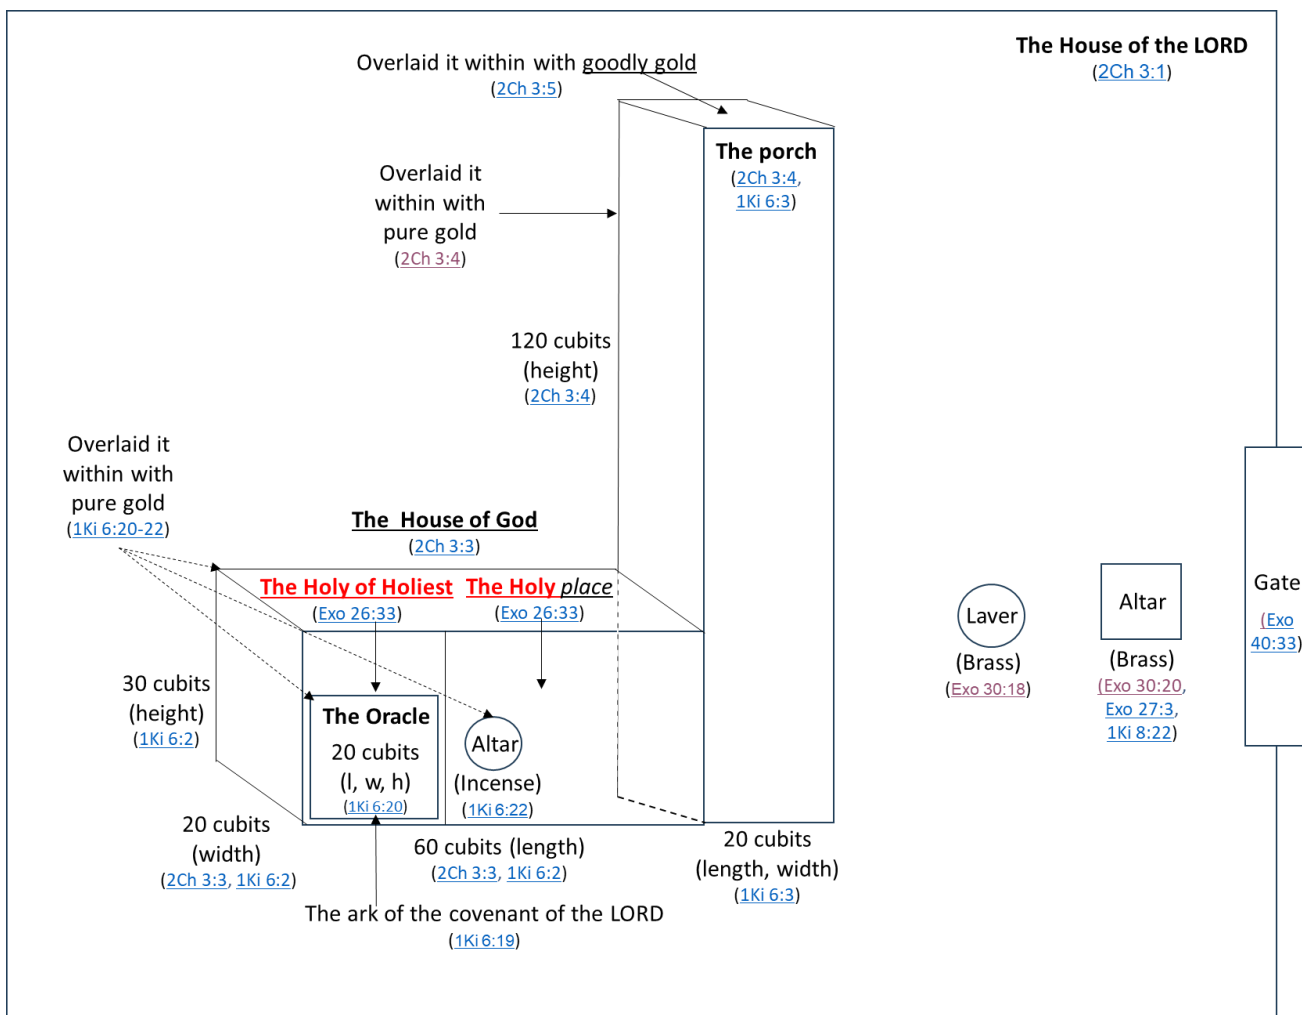 The House of the LORD
(2Ch 3:1)
Overlaid it within with goodly gold
(2Ch 3:5)
The porch
(2Ch 3:4,
1Ki 6:3)
Overlaid it
within with
pure gold
(2Ch 3:4)
120 cubits
(height)
(2Ch 3:4)
Overlaid it
within with
pure gold
(1Ki 6:20-22)
The House of God
(2Ch 3:3)
The Holy of Holiest
(Exo 26:33)
The Holy place
(Exo 26:33)
30 cubits
(height)
(1Ki 6:2)
The Oracle
20 cubits
(l, w, h)
(1Ki 6:20)
Altar
(Incense)
(1Ki 6:22)
20 cubits
(width)
(2Ch 3:3, 1Ki 6:2)
60 cubits (length)
(2Ch 3:3, 1Ki 6:2)
20 cubits
(length, width)
(1Ki 6:3)
The ark of the covenant of the LORD
(1Ki 6:19)
Laver
(Brass)
(Exo 30:18)
Altar
(Brass)
(Exo 30:20,
Exo 27:3,
1Ki 8:22)
Gate
(Exo
40:33)